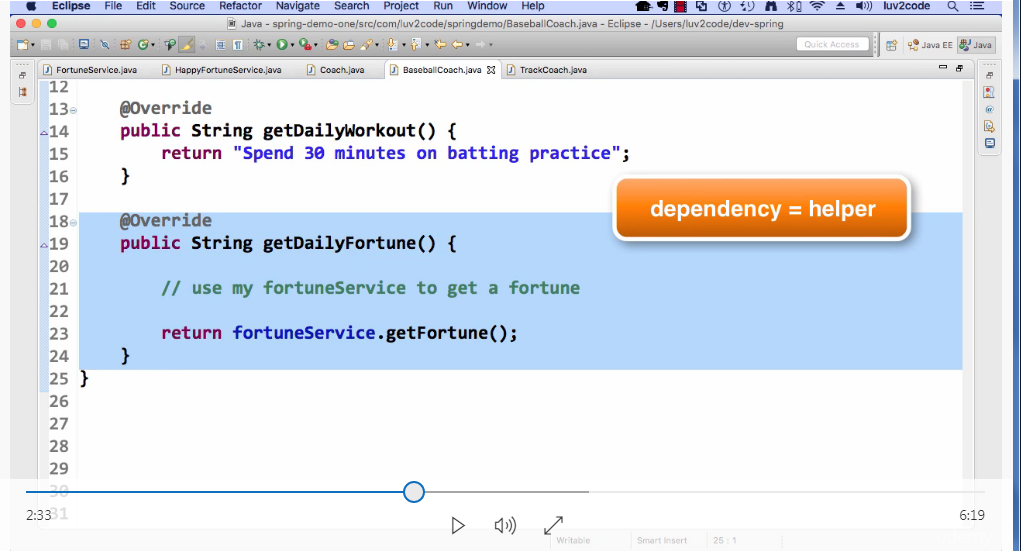 Eclipse File Edit Source Refactor Navigate Search Project Run Window Help luv2code
Java - spring-demo-one/src/com/luv2code/springdemo/BaseballCoach.java - Eclipse - /Users/luv2code/dev-spring
Quick Access Java EE Java
FortuneService.java HappyFortuneService.java Coach.java BaseballCoach.java TrackCoach.java
12
13 @Override
14 public String getDailyWorkout() {
15 return "Spend 30 minutes on batting practice";
16 }
17
dependency = helper
18 @Override
19 public String getDailyFortune() {
20
21 // use my fortuneService to get a fortune
22
23 return fortuneService.getFortune();
24 }
25 }
26
27
28
29
30
31
2:33 6:19
Writable Smart Insert 25 : 1